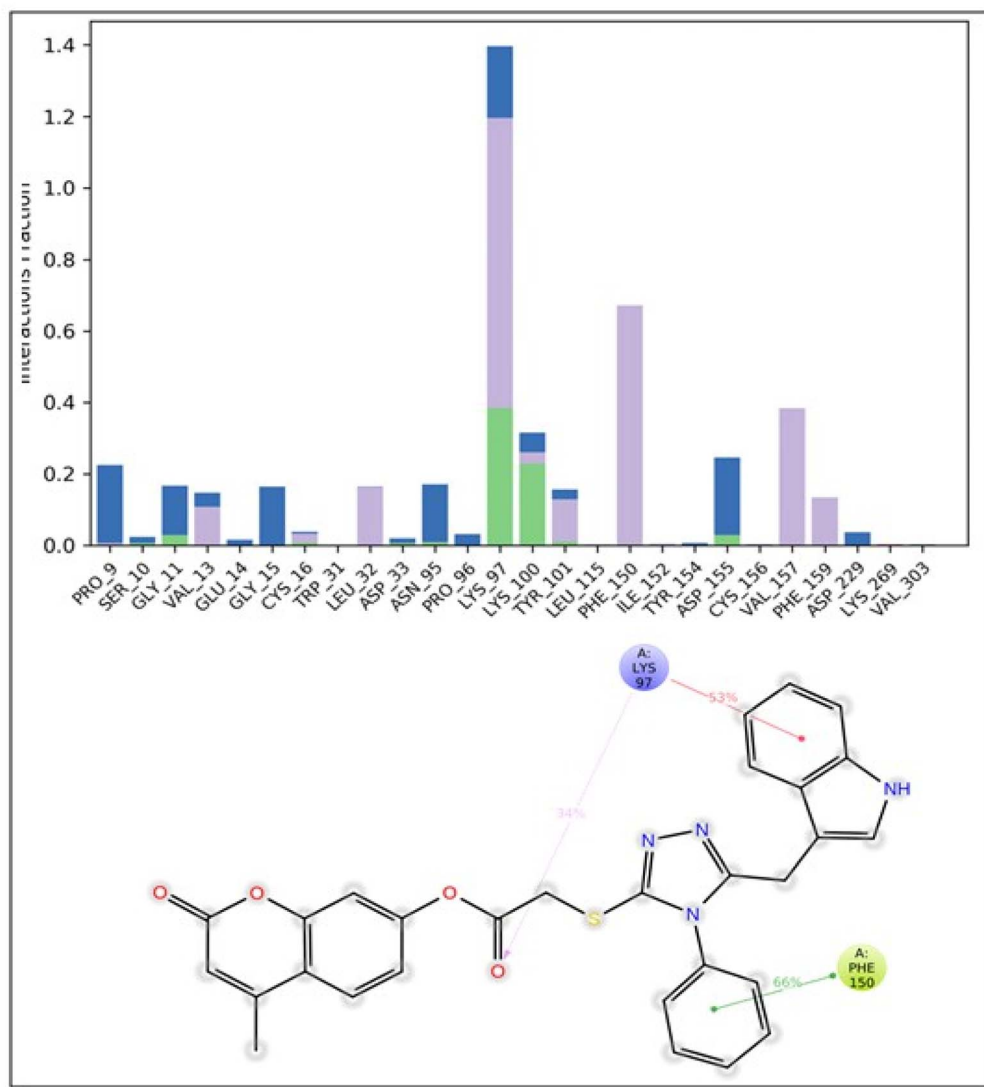 1.4
1.2
1.0
0.8
0.6
0.4
0.2
0.0
Interactions Fraction
PRO_9
SER_10
GLY_11
VAL_13
GLU_14
GLY_15
CYS_16
TRP_31
LEU_32
ASP_33
ASN_95
PRO_96
LYS_97
LYS_100
TYR_101
LEU_115
PHE_150
ILE_152
TYR_154
ASP_155
CYS_156
VAL_157
PHE_159
ASP_229
LYS_269
VAL_303
A:
LYS
97
53%
34%
NH
N
N
O
O
O
S
N
O
A:
PHE
150
66%